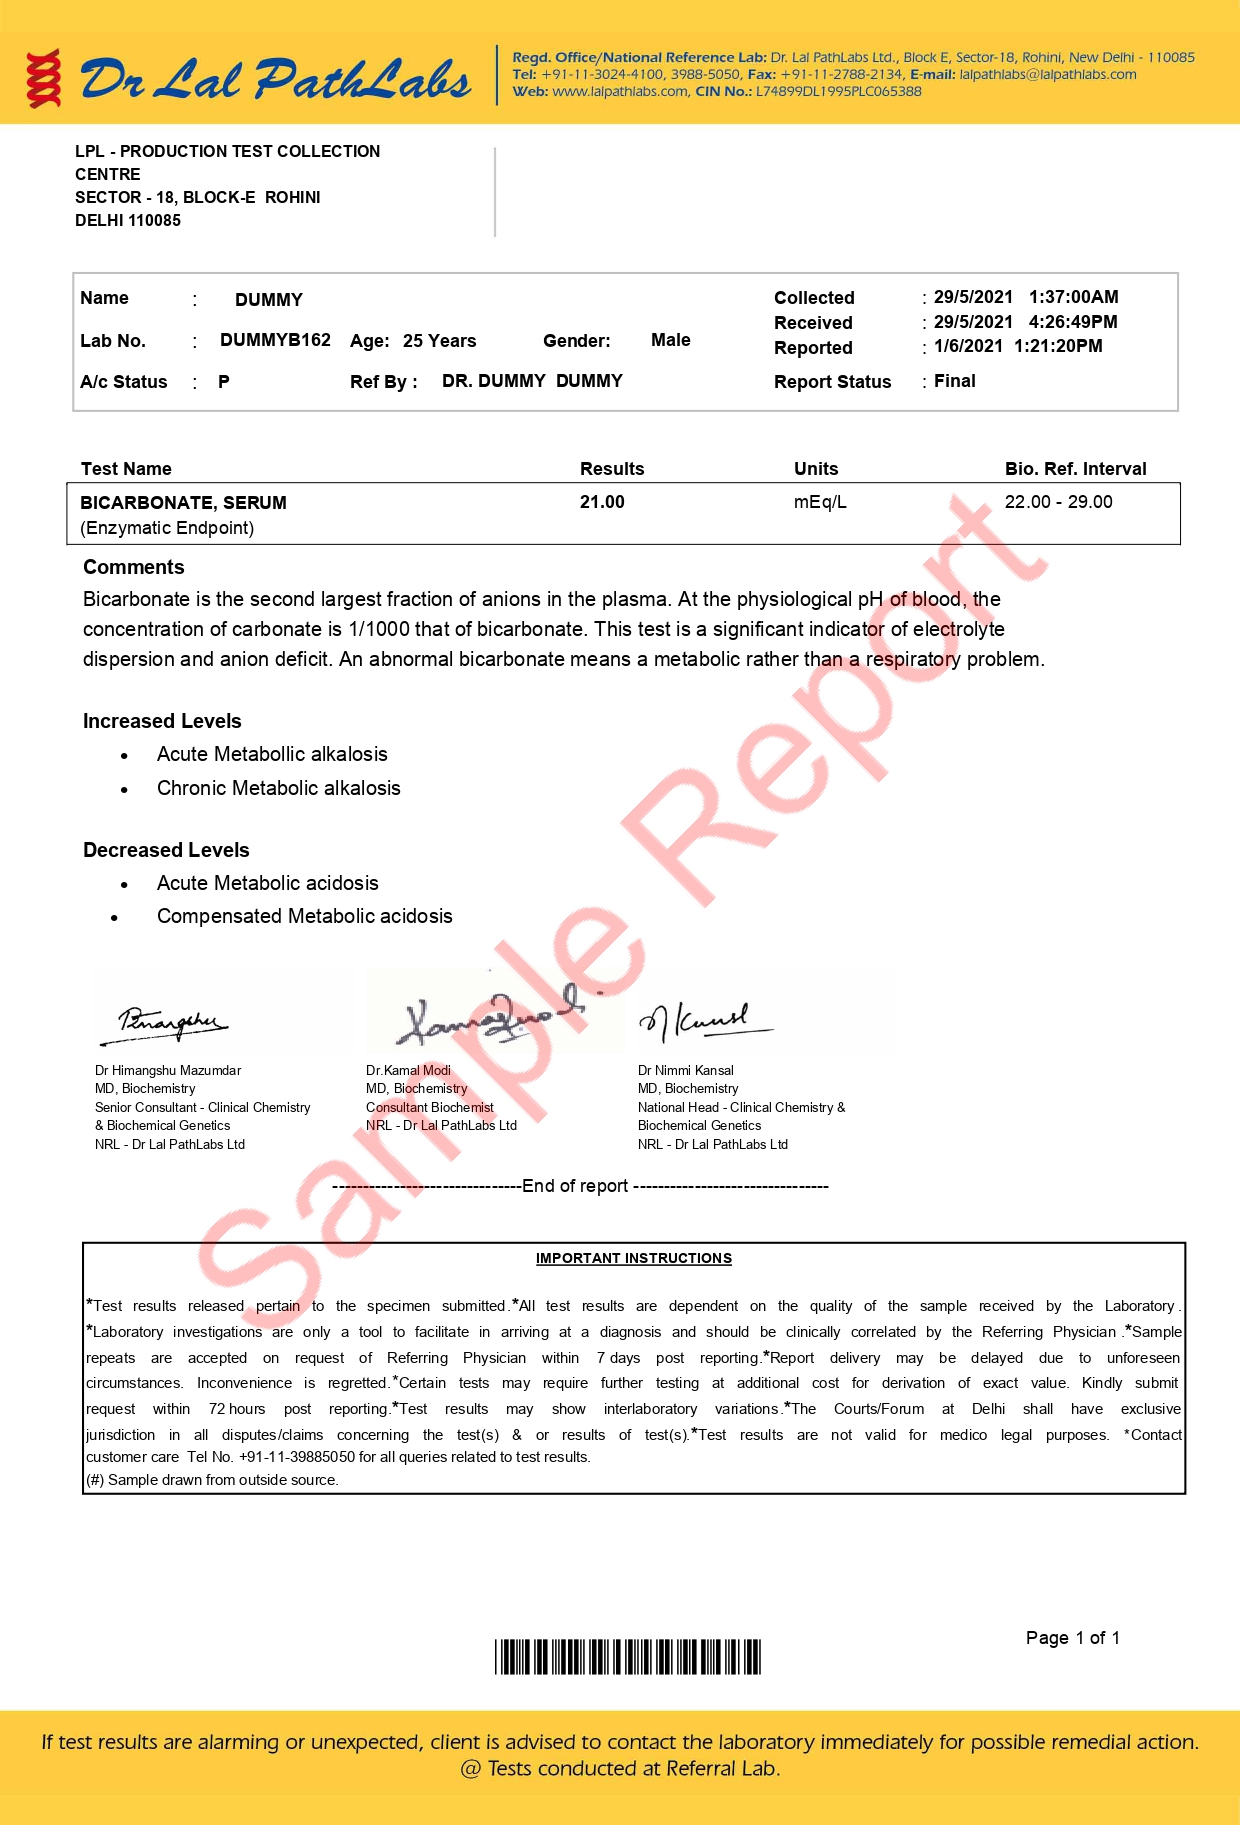 Dr Lal PathLabs
Regd. Office/National Reference Lab: Dr. Lal PathLabs Ltd., Block E, Sector-18, Rohini, New Delhi - 110085
Tel: +91-11-3024-4100, 3988-5050, Fax: +91-11-2788-2134, E-mail: lalpathlabs@lalpathlabs.com
Web: www.lalpathlabs.com, CIN No.: L74899DL1995PLC065388
LPL - PRODUCTION TEST COLLECTION
CENTRE
SECTOR - 18, BLOCK-E ROHINI
DELHI 110085
Name : DUMMY Collected : 29/5/2021 1:37:00AM
Received : 29/5/2021 4:26:49PM
Lab No. : DUMMYB162 Age: 25 Years Gender: Male Reported : 1/6/2021 1:21:20PM
A/c Status : P Ref By : DR. DUMMY DUMMY Report Status : Final
Test Name Results Units Bio. Ref. Interval
BICARBONATE, SERUM 21.00 mEq/L 22.00 - 29.00
(Enzymatic Endpoint)
Comments
Bicarbonate is the second largest fraction of anions in the plasma. At the physiological pH of blood, the
concentration of carbonate is 1/1000 that of bicarbonate. This test is a significant indicator of electrolyte
dispersion and anion deficit. An abnormal bicarbonate means a metabolic rather than a respiratory problem.
Increased Levels
• Acute Metabollic alkalosis
• Chronic Metabolic alkalosis
Decreased Levels
• Acute Metabolic acidosis
• Compensated Metabolic acidosis
Sample Report
Dr Himangshu Mazumdar
MD, Biochemistry
Senior Consultant - Clinical Chemistry
& Biochemical Genetics
NRL - Dr Lal PathLabs Ltd
Dr.Kamal Modi
MD, Biochemistry
Consultant Biochemist
NRL - Dr Lal PathLabs Ltd
Dr Nimmi Kansal
MD, Biochemistry
National Head - Clinical Chemistry &
Biochemical Genetics
NRL - Dr Lal PathLabs Ltd
-------------------------------End of report --------------------------------
IMPORTANT INSTRUCTIONS
*Test results released pertain to the specimen submitted.*All test results are dependent on the quality of the sample received by the Laboratory.
*Laboratory investigations are only a tool to facilitate in arriving at a diagnosis and should be clinically correlated by the Referring Physician.*Sample
repeats are accepted on request of Referring Physician within 7 days post reporting.*Report delivery may be delayed due to unforeseen
circumstances. Inconvenience is regretted.*Certain tests may require further testing at additional cost for derivation of exact value. Kindly submit
request within 72 hours post reporting.*Test results may show interlaboratory variations.*The Courts/Forum at Delhi shall have exclusive
jurisdiction in all disputes/claims concerning the test(s) & or results of test(s).*Test results are not valid for medico legal purposes. *Contact
customer care Tel No. +91-11-39885050 for all queries related to test results.
(#) Sample drawn from outside source.
Page 1 of 1
If test results are alarming or unexpected, client is advised to contact the laboratory immediately for possible remedial action.
@ Tests conducted at Referral Lab.